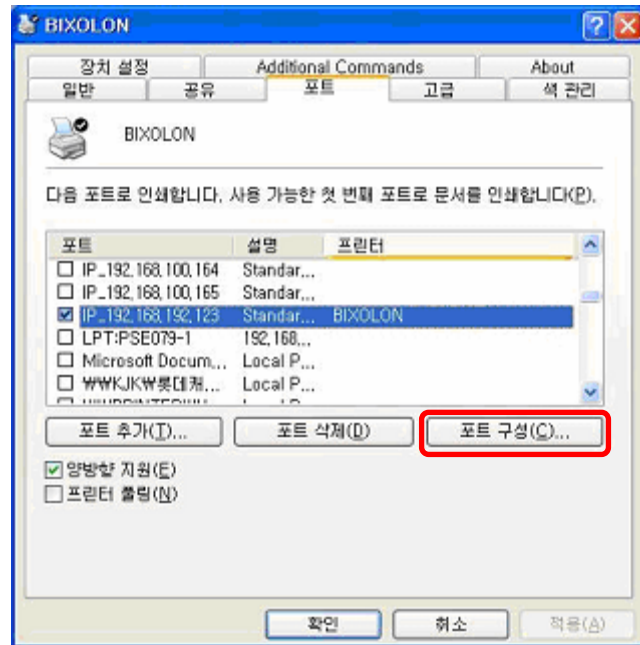 BIXOLON
장치 설정 Additional Commands About
일반 공유 포트 고급 색 관리
BIXOLON
다음 포트로 인쇄합니다. 사용 가능한 첫 번째 포트로 문서를 인쇄합니다(P).
포트 설명 프린터
IP_192.168.100.164 Standar...
IP_192.168.100.165 Standar...
IP_192.168.192.123 Standar... BIXOLON
LPT:PSE079-1 192.168...
Microsoft Docum... Local P...
₩₩KJK₩롯데캐... Local P...
포트 추가(T)... 포트 삭제(D) 포트 구성(C)...
양방향 지원(E)
프린터 풀링(N)
확인 취소 적용(A)